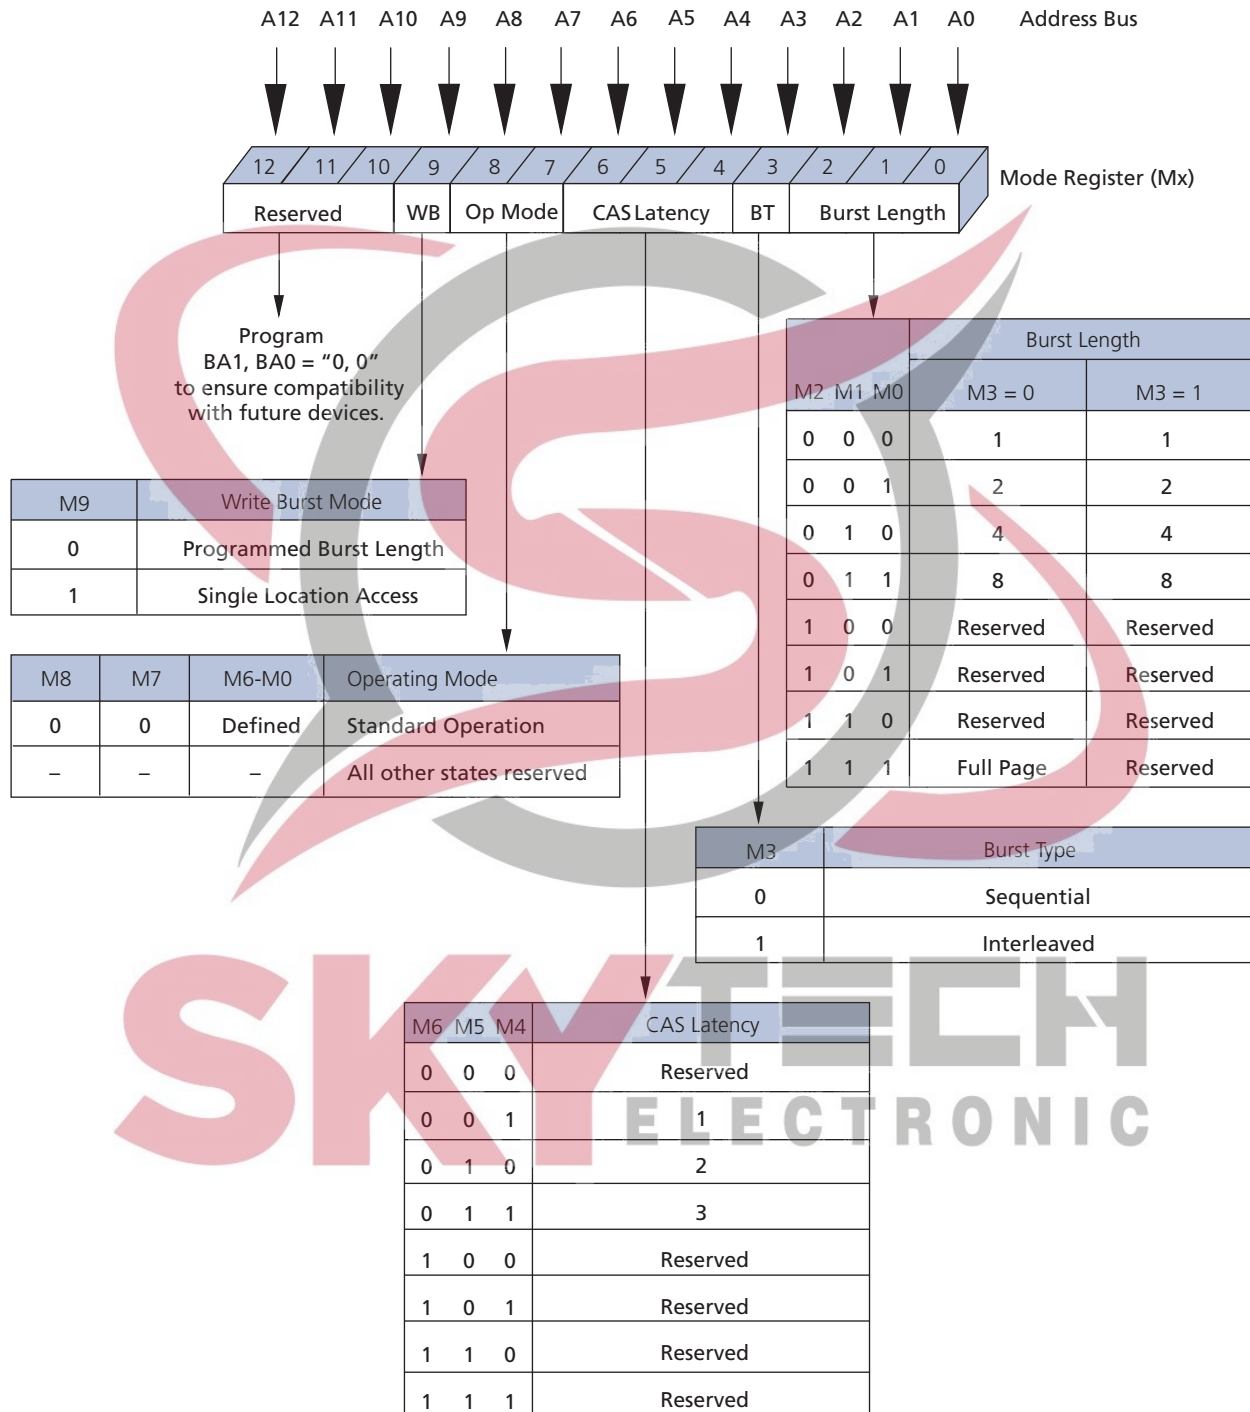 A12 A11 A10 A9 A8 A7 A6 A5 A4 A3 A2 A1 A0 Address Bus
12 11 10 9 8 7 6 5 4 3 2 1 0
Mode Register (Mx)
Reserved WB Op Mode CAS Latency BT Burst Length
Program
BA1, BA0 = “0, 0”
to ensure compatibility
with future devices.
Burst Length
M2 M1 M0 M3 = 0 M3 = 1
0 0 0 1 1
0 0 1 2 2
0 1 0 4 4
0 1 1 8 8
1 0 0 Reserved Reserved
1 0 1 Reserved Reserved
1 1 0 Reserved Reserved
1 1 1 Full Page Reserved
M9 Write Burst Mode
0 Programmed Burst Length
1 Single Location Access
M8 M7 M6-M0 Operating Mode
0 0 Defined Standard Operation
– – – All other states reserved
M3 Burst Type
0 Sequential
1 Interleaved
M6 M5 M4 CAS Latency
0 0 0 Reserved
0 0 1 1
0 1 0 2
0 1 1 3
1 0 0 Reserved
1 0 1 Reserved
1 1 0 Reserved
1 1 1 Reserved
SKYTECH
ELECTRONIC